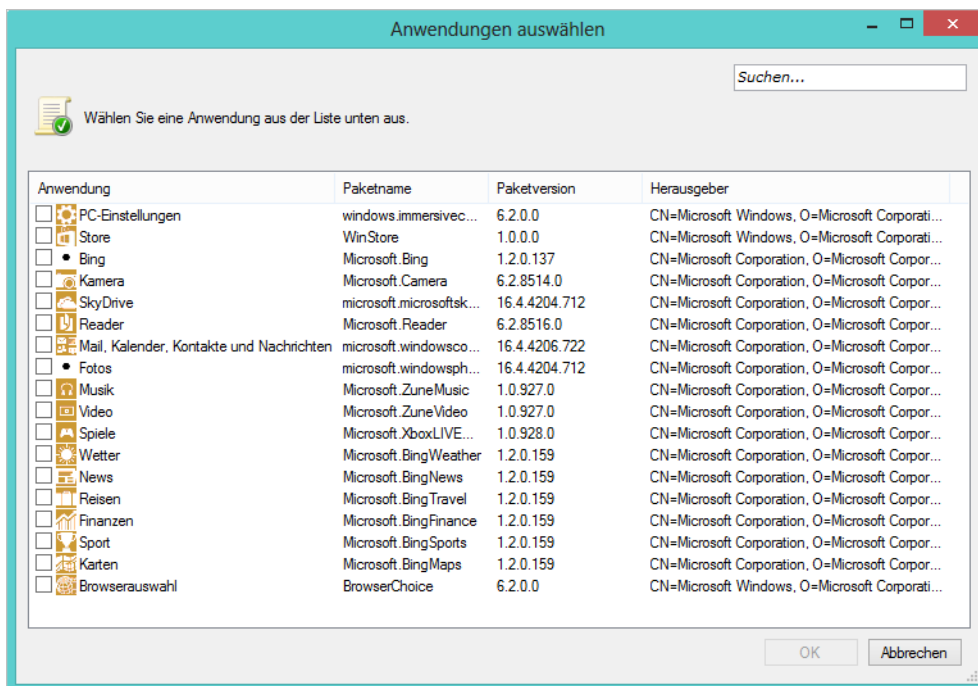 Anwendungen auswählen
Suchen...
Wählen Sie eine Anwendung aus der Liste unten aus.
Anwendung Paketname Paketversion Herausgeber
PC-Einstellungen windows.immersivec... 6.2.0.0 CN=Microsoft Windows, O=Microsoft Corporati...
Store WinStore 1.0.0.0 CN=Microsoft Windows, O=Microsoft Corporati...
Bing Microsoft.Bing 1.2.0.137 CN=Microsoft Corporation, O=Microsoft Corpor...
Kamera Microsoft.Camera 6.2.8514.0 CN=Microsoft Corporation, O=Microsoft Corpor...
SkyDrive microsoft.microsoftsk... 16.4.4204.712 CN=Microsoft Corporation, O=Microsoft Corpor...
Reader Microsoft.Reader 6.2.8516.0 CN=Microsoft Corporation, O=Microsoft Corpor...
Mail, Kalender, Kontakte und Nachrichten microsoft.windowsco... 16.4.4206.722 CN=Microsoft Corporation, O=Microsoft Corpor...
Fotos microsoft.windowsph... 16.4.4204.712 CN=Microsoft Corporation, O=Microsoft Corpor...
Musik Microsoft.ZuneMusic 1.0.927.0 CN=Microsoft Corporation, O=Microsoft Corpor...
Video Microsoft.ZuneVideo 1.0.927.0 CN=Microsoft Corporation, O=Microsoft Corpor...
Spiele Microsoft.XboxLIVE... 1.0.928.0 CN=Microsoft Corporation, O=Microsoft Corpor...
Wetter Microsoft.BingWeather 1.2.0.159 CN=Microsoft Corporation, O=Microsoft Corpor...
News Microsoft.BingNews 1.2.0.159 CN=Microsoft Corporation, O=Microsoft Corpor...
Reisen Microsoft.BingTravel 1.2.0.159 CN=Microsoft Corporation, O=Microsoft Corpor...
Finanzen Microsoft.BingFinance 1.2.0.159 CN=Microsoft Corporation, O=Microsoft Corpor...
Sport Microsoft.BingSports 1.2.0.159 CN=Microsoft Corporation, O=Microsoft Corpor...
Karten Microsoft.BingMaps 1.2.0.159 CN=Microsoft Corporation, O=Microsoft Corpor...
Browserauswahl BrowserChoice 6.2.0.0 CN=Microsoft Windows, O=Microsoft Corporati...
OK Abbrechen